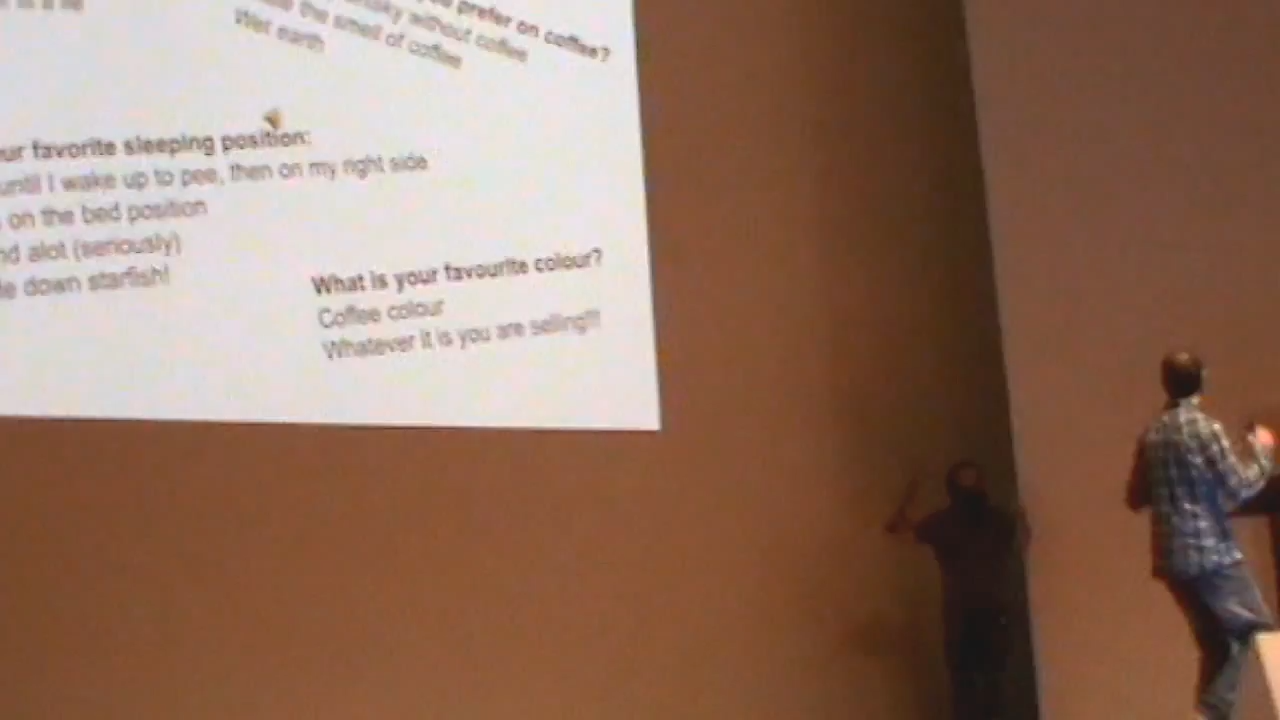 prefer on coffee?
without coffee
the smell of coffee
Wet earth
ur favorite sleeping position:
until I wake up to pee, then on my right side
on the bed position
nd alot (seriously)
down starfish!
What is your favourite colour?
Coffee colour
Whatever it is you are selling!!!